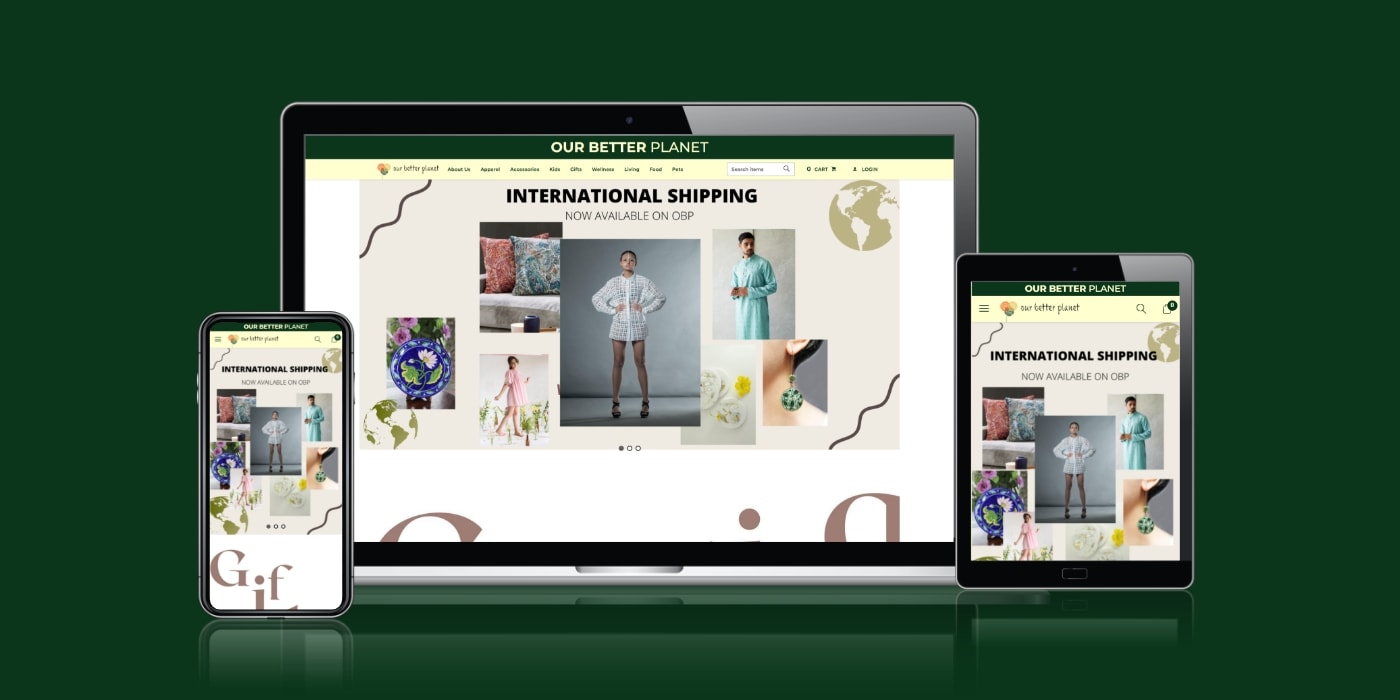 OUR BETTER PLANET
our better planet About Us Apparel Accessories Kids Gifts Wellness Living Food Pets Search items 0 CART LOGIN
INTERNATIONAL SHIPPING
NOW AVAILABLE ON OBP
G i f
OUR BETTER PLANET
our better planet 0
INTERNATIONAL SHIPPING
NOW AVAILABLE ON OBP
G i f
OUR BETTER PLANET
our better planet 0
INTERNATIONAL SHIPPING
NOW AVAILABLE ON OBP